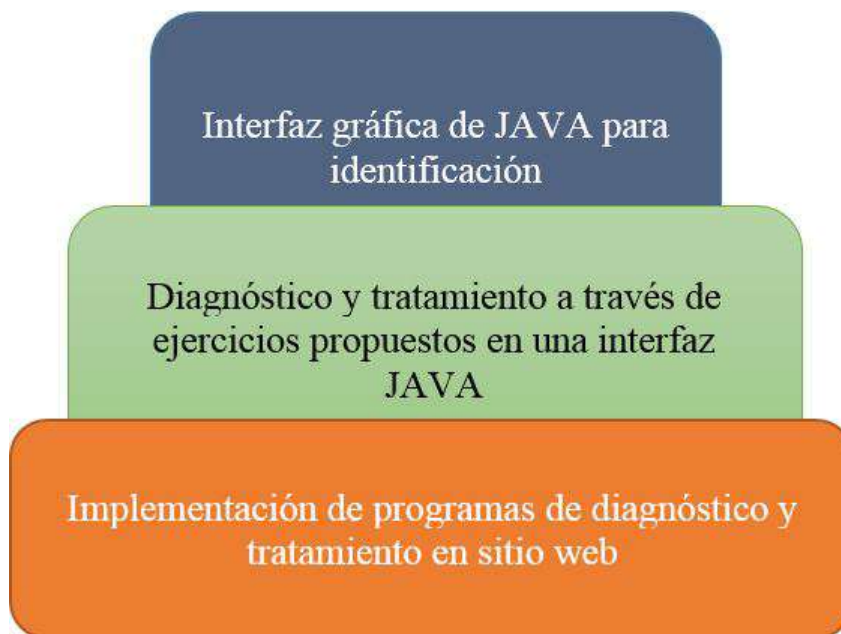 Interfaz gráfica de JAVA para
identificación
Diagnóstico y tratamiento a través de
ejercicios propuestos en una interfaz
JAVA
Implementación de programas de diagnóstico y
tratamiento en sitio web